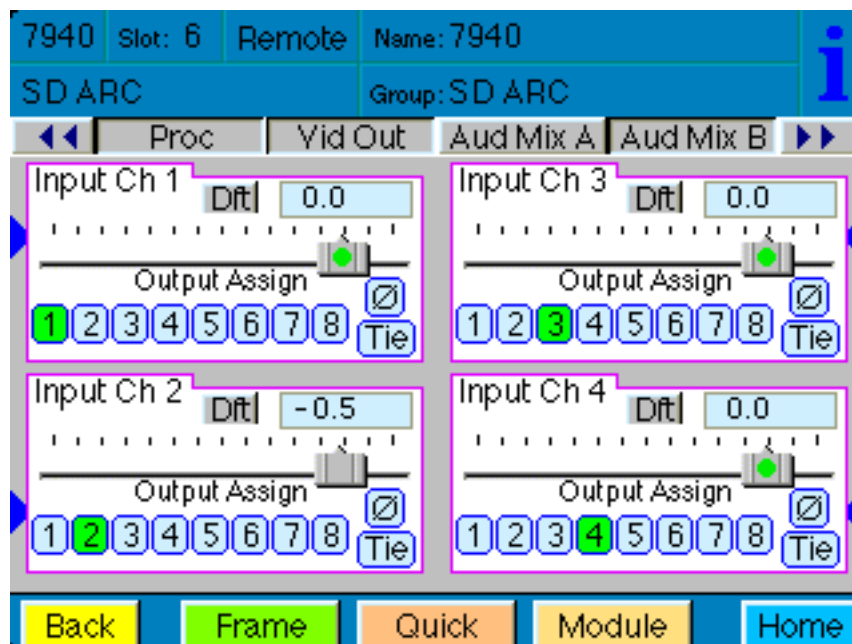 7940 Slot: 6 Remote Name: 7940
SD ARC Group: SD ARC
Proc Vid Out Aud Mix A Aud Mix B
Input Ch 1 Dft 0.0
Output Assign
1 2 3 4 5 6 7 8 Ø Tie
Input Ch 3 Dft 0.0
Output Assign
1 2 3 4 5 6 7 8 Ø Tie
Input Ch 2 Dft -0.5
Output Assign
1 2 3 4 5 6 7 8 Ø Tie
Input Ch 4 Dft 0.0
Output Assign
1 2 3 4 5 6 7 8 Ø Tie
Back Frame Quick Module Home